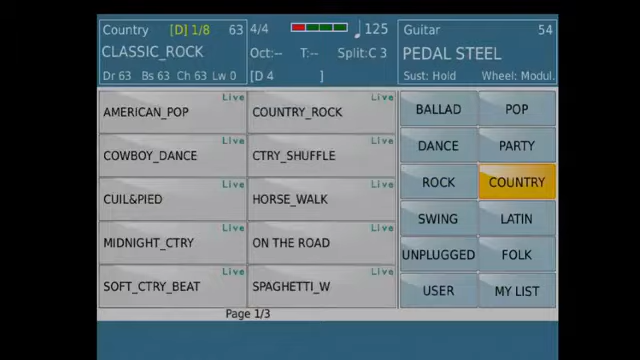 Country [D] 1/8 63
CLASSIC_ROCK
Dr 63 Bs 63 Ch 63 Lw 0
4/4 125
Oct:-- T:-- Split:C 3
[D 4 ]
Guitar 54
PEDAL STEEL
Sust: Hold Wheel: Modul.
AMERICAN_POP Live
COUNTRY_ROCK Live
COWBOY_DANCE Live
CTRY_SHUFFLE Live
CUIL&PIED Live
HORSE_WALK Live
MIDNIGHT_CTRY Live
ON THE ROAD Live
SOFT_CTRY_BEAT Live
SPAGHETTI_W Live
Page 1/3
BALLAD POP
DANCE PARTY
ROCK COUNTRY
SWING LATIN
UNPLUGGED FOLK
USER MY LIST